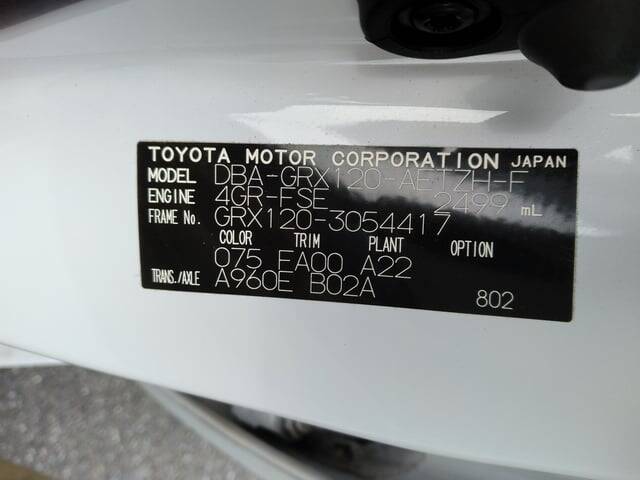 TOYOTA MOTOR CORPORATION JAPAN
MODEL DBA-GRX120-AETZH-F
ENGINE 4GR-FSE 2499 mL
FRAME No. GRX120-3054417
COLOR TRIM PLANT OPTION
075 FA00 A22
TRANS./AXLE A960E B02A
802